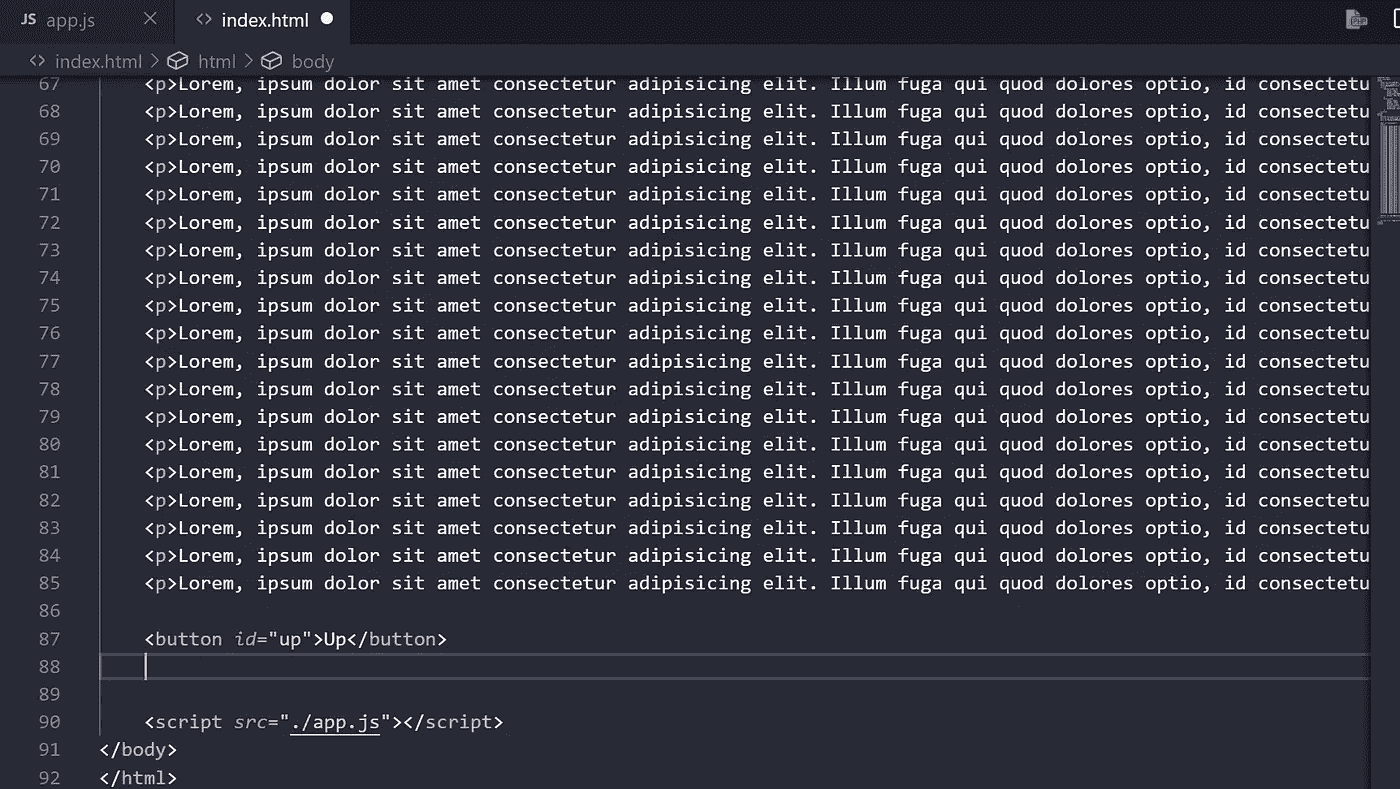 JS app.js
<> index.html
<> index.html > html > body
67 <p>Lorem, ipsum dolor sit amet consectetur adipisicing elit. Illum fuga qui quod dolores optio, id consectetu
68 <p>Lorem, ipsum dolor sit amet consectetur adipisicing elit. Illum fuga qui quod dolores optio, id consectetu
69 <p>Lorem, ipsum dolor sit amet consectetur adipisicing elit. Illum fuga qui quod dolores optio, id consectetu
70 <p>Lorem, ipsum dolor sit amet consectetur adipisicing elit. Illum fuga qui quod dolores optio, id consectetu
71 <p>Lorem, ipsum dolor sit amet consectetur adipisicing elit. Illum fuga qui quod dolores optio, id consectetu
72 <p>Lorem, ipsum dolor sit amet consectetur adipisicing elit. Illum fuga qui quod dolores optio, id consectetu
73 <p>Lorem, ipsum dolor sit amet consectetur adipisicing elit. Illum fuga qui quod dolores optio, id consectetu
74 <p>Lorem, ipsum dolor sit amet consectetur adipisicing elit. Illum fuga qui quod dolores optio, id consectetu
75 <p>Lorem, ipsum dolor sit amet consectetur adipisicing elit. Illum fuga qui quod dolores optio, id consectetu
76 <p>Lorem, ipsum dolor sit amet consectetur adipisicing elit. Illum fuga qui quod dolores optio, id consectetu
77 <p>Lorem, ipsum dolor sit amet consectetur adipisicing elit. Illum fuga qui quod dolores optio, id consectetu
78 <p>Lorem, ipsum dolor sit amet consectetur adipisicing elit. Illum fuga qui quod dolores optio, id consectetu
79 <p>Lorem, ipsum dolor sit amet consectetur adipisicing elit. Illum fuga qui quod dolores optio, id consectetu
80 <p>Lorem, ipsum dolor sit amet consectetur adipisicing elit. Illum fuga qui quod dolores optio, id consectetu
81 <p>Lorem, ipsum dolor sit amet consectetur adipisicing elit. Illum fuga qui quod dolores optio, id consectetu
82 <p>Lorem, ipsum dolor sit amet consectetur adipisicing elit. Illum fuga qui quod dolores optio, id consectetu
83 <p>Lorem, ipsum dolor sit amet consectetur adipisicing elit. Illum fuga qui quod dolores optio, id consectetu
84 <p>Lorem, ipsum dolor sit amet consectetur adipisicing elit. Illum fuga qui quod dolores optio, id consectetu
85 <p>Lorem, ipsum dolor sit amet consectetur adipisicing elit. Illum fuga qui quod dolores optio, id consectetu
86
87 <button id="up">Up</button>
88
89
90 <script src="./app.js"></script>
91 </body>
92 </html>